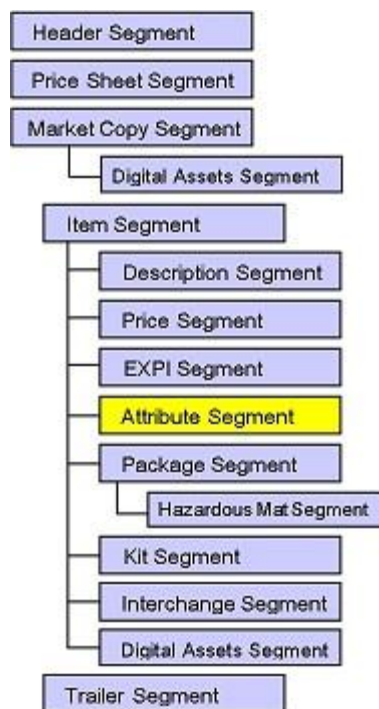 Header Segment
Price Sheet Segment
Market Copy Segment
Digital Assets Segment
Item Segment
Description Segment
Price Segment
EXPI Segment
Attribute Segment
Package Segment
Hazardous Mat Segment
Kit Segment
Interchange Segment
Digital Assets Segment
Trailer Segment